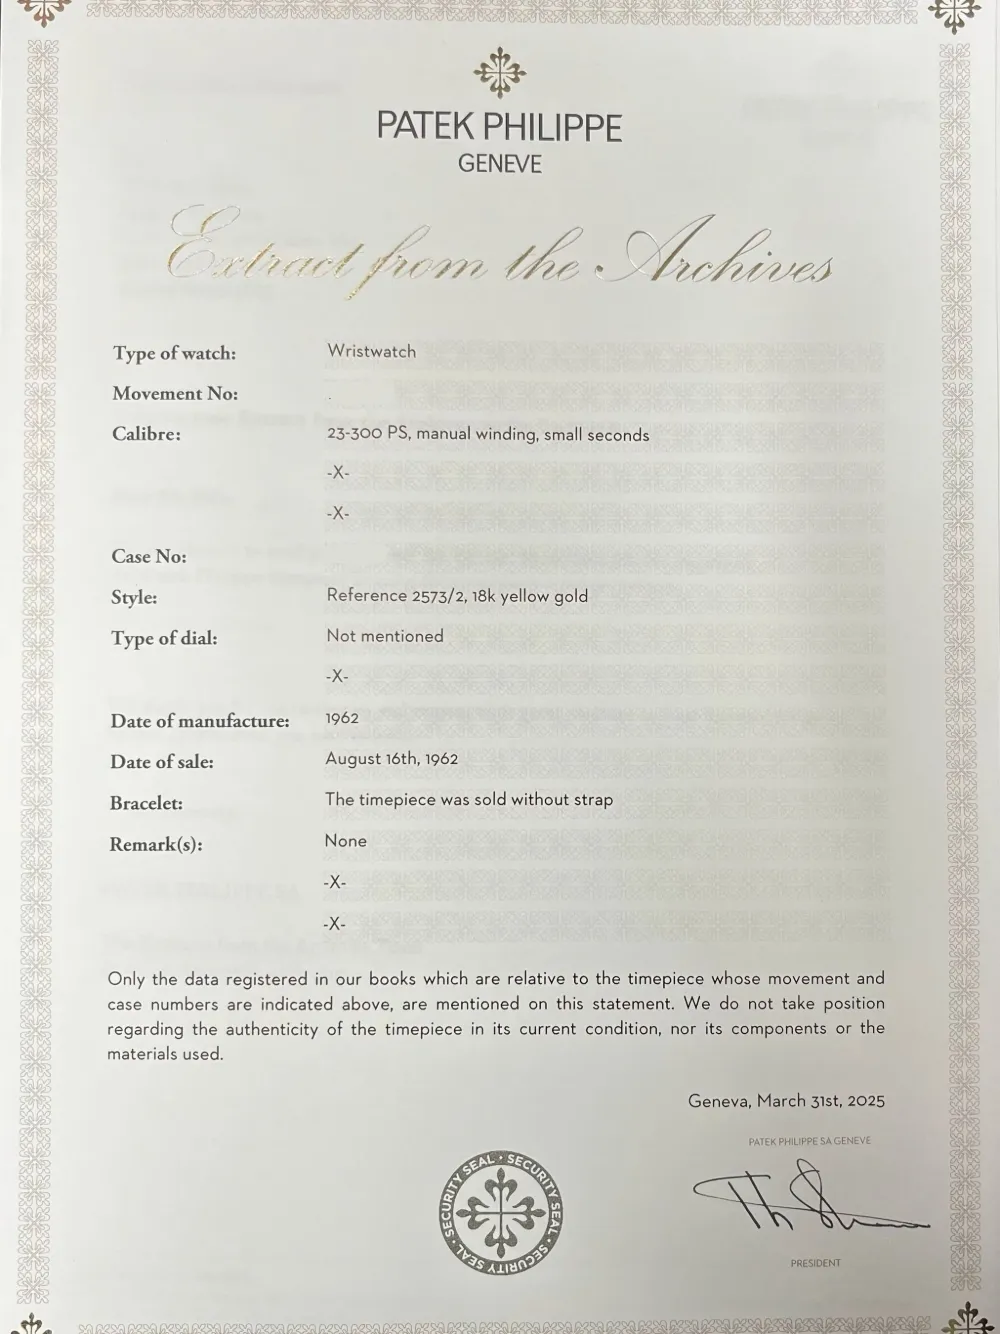 PATEK PHILIPPE
GENEVE
Extract from the Archives
Type of watch: Wristwatch
Movement No:
Calibre: 23-300 PS, manual winding, small seconds
-X-
-X-
Case No:
Style: Reference 2573/2, 18k yellow gold
Type of dial: Not mentioned
-X-
Date of manufacture: 1962
Date of sale: August 16th, 1962
Bracelet: The timepiece was sold without strap
Remark(s): None
-X-
-X-
Only the data registered in our books which are relative to the timepiece whose movement and
case numbers are indicated above, are mentioned on this statement. We do not take position
regarding the authenticity of the timepiece in its current condition, nor its components or the
materials used.
Geneva, March 31st, 2025
PATEK PHILIPPE SA GENEVE
SECURITY SEAL · SECURITY SEAL · SECURITY SEAL · SECURITY SEAL ·
PRESIDENT